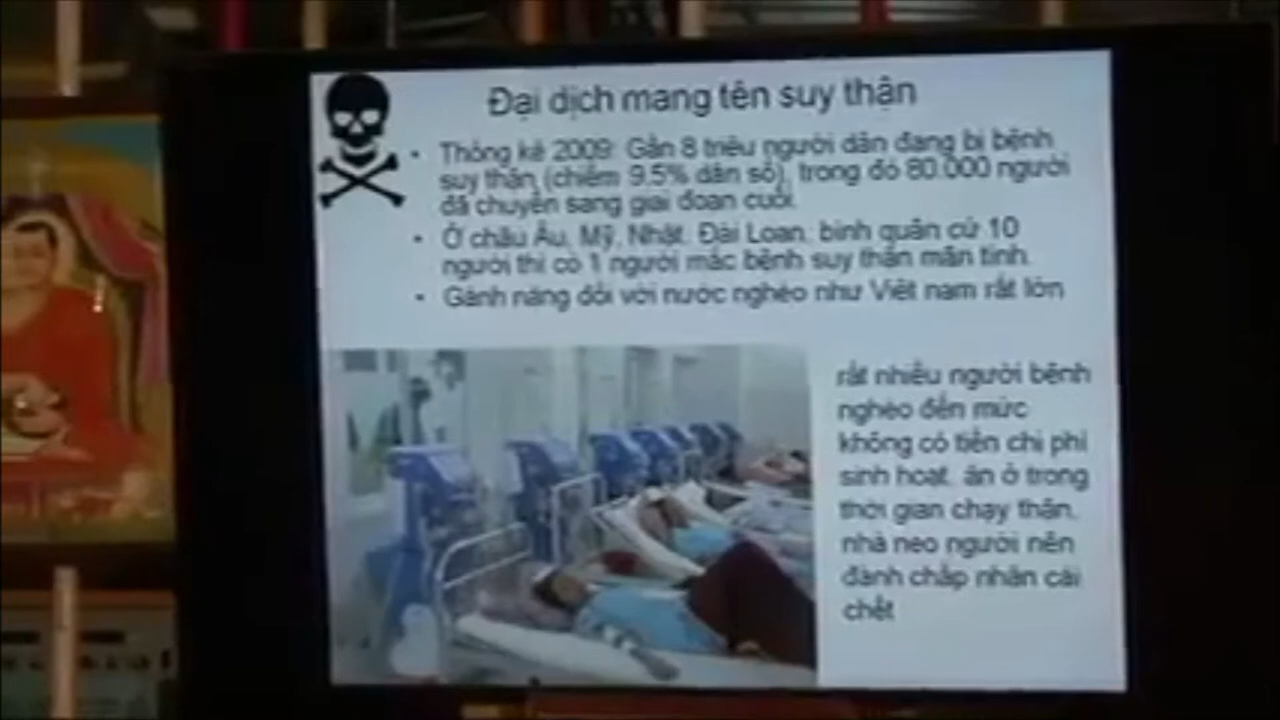 Đại dịch mang tên suy thận
• Thống kê 2009: Gần 8 triệu người dân đang bị bệnh
suy thận (chiếm 9,5% dân số), trong đó 80.000 người
đã chuyển sang giai đoạn cuối.
• Ở châu Âu, Mỹ, Nhật, Đài Loan, bình quân cứ 10
người thì có 1 người mắc bệnh suy thận mãn tính.
• Gánh nặng đối với nước nghèo như Việt nam rất lớn
rất nhiều người bệnh
nghèo đến mức
không có tiền chi phí
sinh hoạt, ăn ở trong
thời gian chạy thận,
nhà neo người nên
đành chấp nhận cái
chết